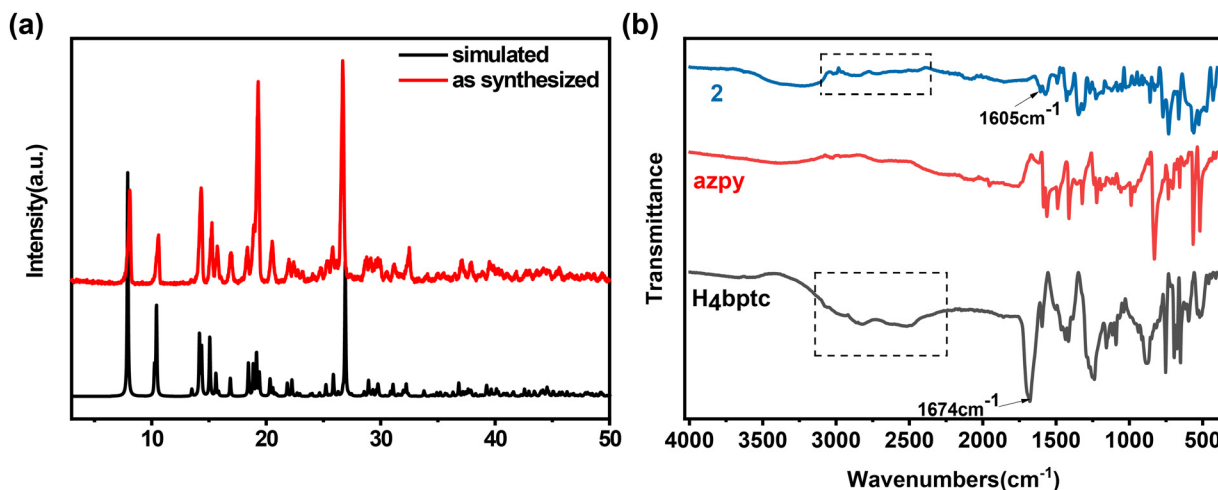 (a)
simulated
as synthesized
Intensity(a.u.)
10 20 30 40 50
(b)
2
1605cm-1
azpy
H4bptc
1674cm-1
Transmittance
4000 3500 3000 2500 2000 1500 1000 500
Wavenumbers(cm-1)